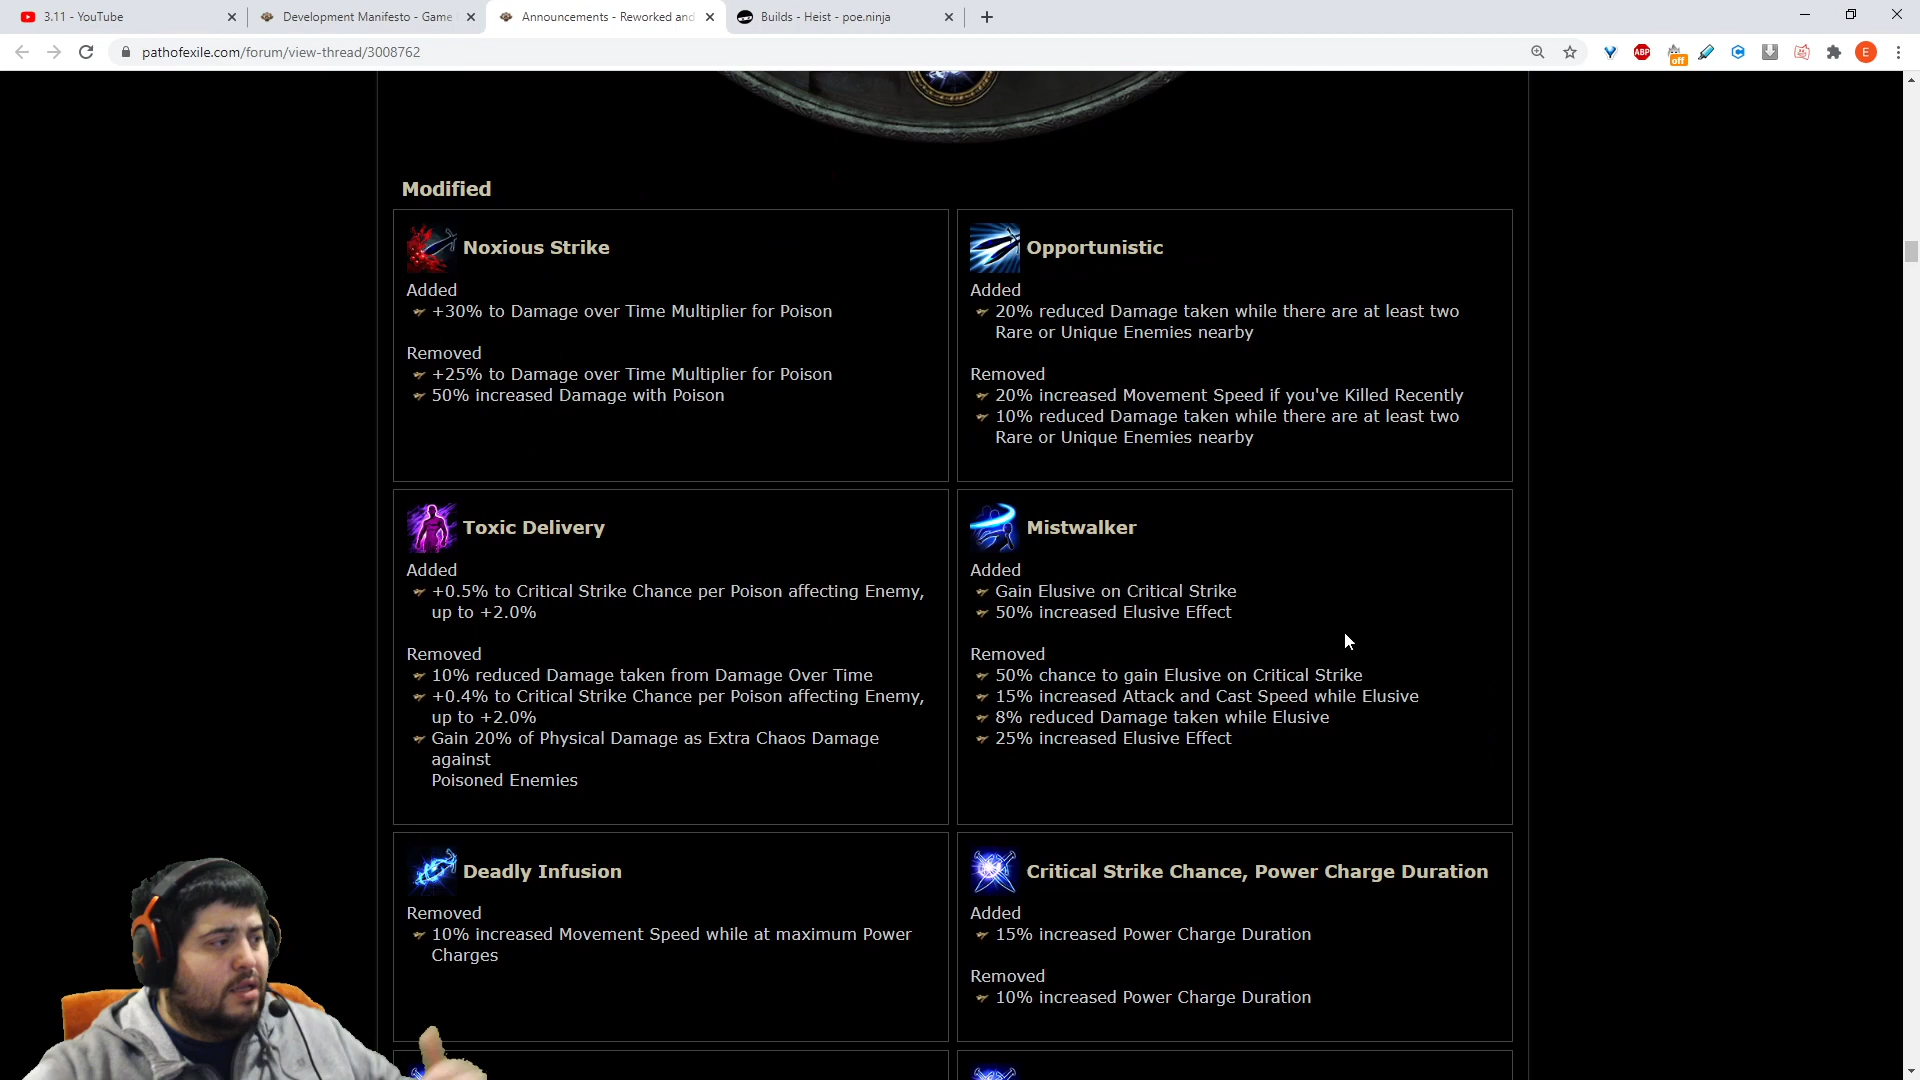 3.11 - YouTube
Development Manifesto - Game
Announcements - Reworked and
Builds - Heist - poe.ninja
pathofexile.com/forum/view-thread/3008762
ABP
off
E
Modified
Noxious Strike
Added
+30% to Damage over Time Multiplier for Poison
Removed
+25% to Damage over Time Multiplier for Poison
50% increased Damage with Poison
Opportunistic
Added
20% reduced Damage taken while there are at least two
Rare or Unique Enemies nearby
Removed
20% increased Movement Speed if you've Killed Recently
10% reduced Damage taken while there are at least two
Rare or Unique Enemies nearby
Toxic Delivery
Added
+0.5% to Critical Strike Chance per Poison affecting Enemy,
up to +2.0%
Removed
10% reduced Damage taken from Damage Over Time
+0.4% to Critical Strike Chance per Poison affecting Enemy,
up to +2.0%
Gain 20% of Physical Damage as Extra Chaos Damage
against
Poisoned Enemies
Mistwalker
Added
Gain Elusive on Critical Strike
50% increased Elusive Effect
Removed
50% chance to gain Elusive on Critical Strike
15% increased Attack and Cast Speed while Elusive
8% reduced Damage taken while Elusive
25% increased Elusive Effect
Deadly Infusion
Removed
10% increased Movement Speed while at maximum Power
Charges
Critical Strike Chance, Power Charge Duration
Added
15% increased Power Charge Duration
Removed
10% increased Power Charge Duration